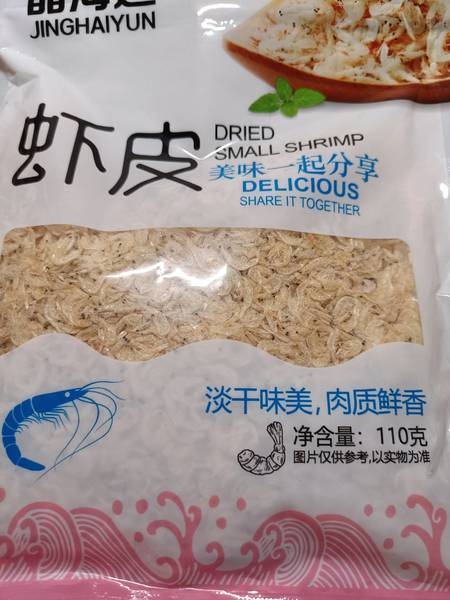 JINGHAIYUN
虾皮
DRIED
SMALL SHRIMP
美味一起分享
DELICIOUS
SHARE IT TOGETHER
淡干味美,肉质鲜香
净含量: 110克
图片仅供参考,以实物为准